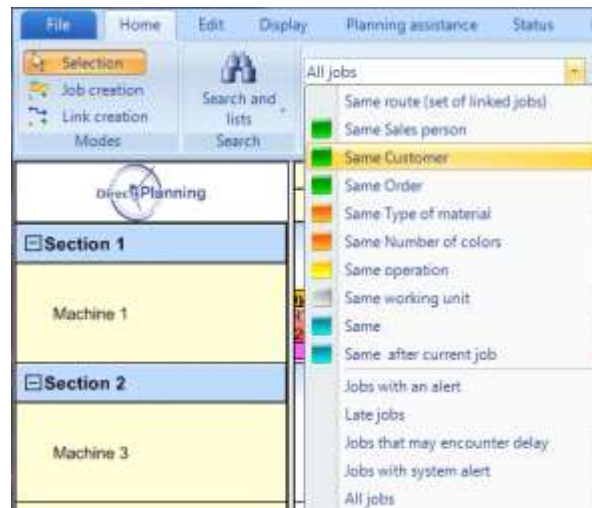 File Home Edit Display Planning assistance Status
Selection
Job creation
Link creation
Modes
Search and
lists
Search
All jobs
Same route (set of linked jobs)
Same Sales person
Same Customer
Same Order
Same Type of material
Same Number of colors
Same operation
Same working unit
Same
Same after current job
Jobs with an alert
Late jobs
Jobs that may encounter delay
Jobs with system alert
All jobs
DirectPlanning
Section 1
Machine 1
Section 2
Machine 3